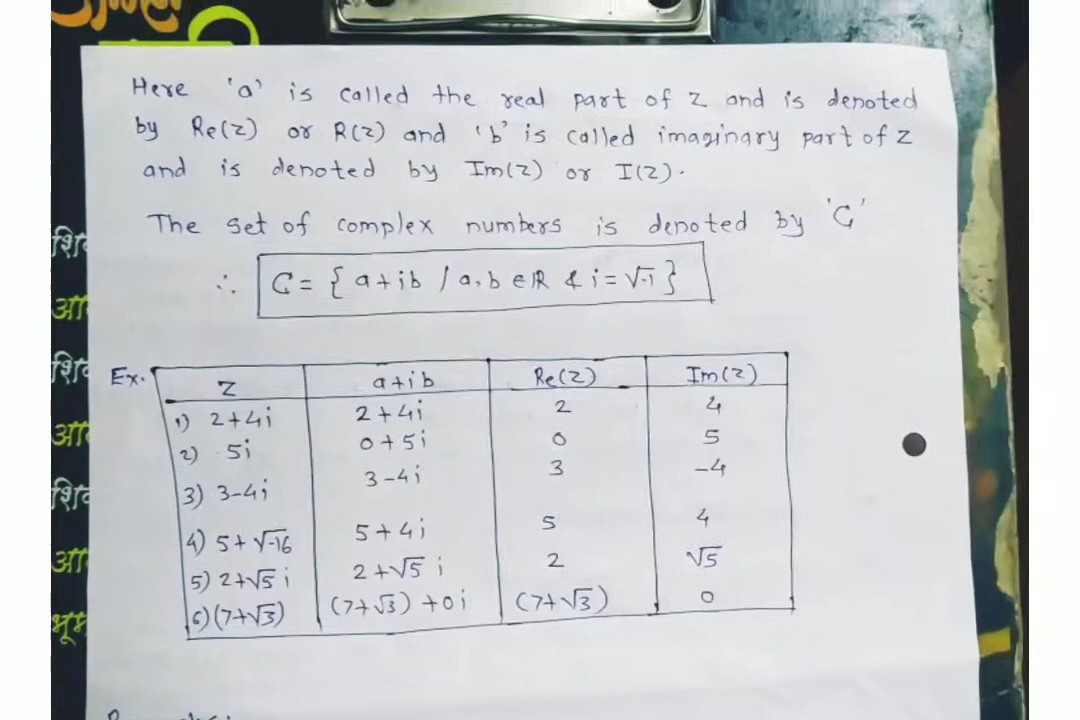 Here 'a' is called the real part of z and is denoted
by Re(z) or R(z) and 'b' is called imaginary part of z
and is denoted by Im(z) or I(z).
The set of complex numbers is denoted by 'C'
∴ C = { a+ib / a, b ∈ ℝ & i = √-1 }
Ex. z a+ib Re(z) Im(z)
1) 2+4i 2+4i 2 4
2) 5i 0+5i 0 5
3) 3-4i 3-4i 3 -4
4) 5+√-16 5+4i 5 4
5) 2+√5 i 2+√5 i 2 √5
6) (7+√3) (7+√3)+0i (7+√3) 0